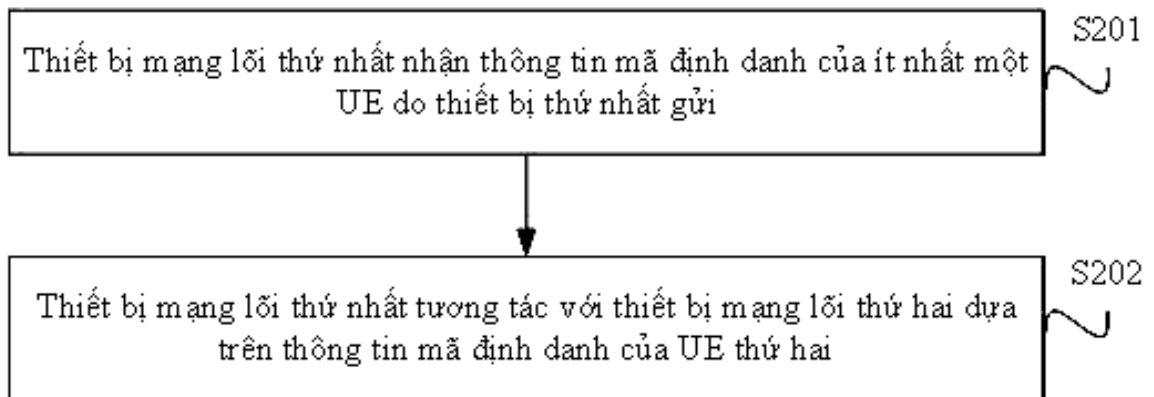 S201
Thiết bị mạng lõi thứ nhất nhận thông tin mã định danh của ít nhất một
UE do thiết bị thứ nhất gửi
S202
Thiết bị mạng lõi thứ nhất tương tác với thiết bị mạng lõi thứ hai dựa
trên thông tin mã định danh của UE thứ hai